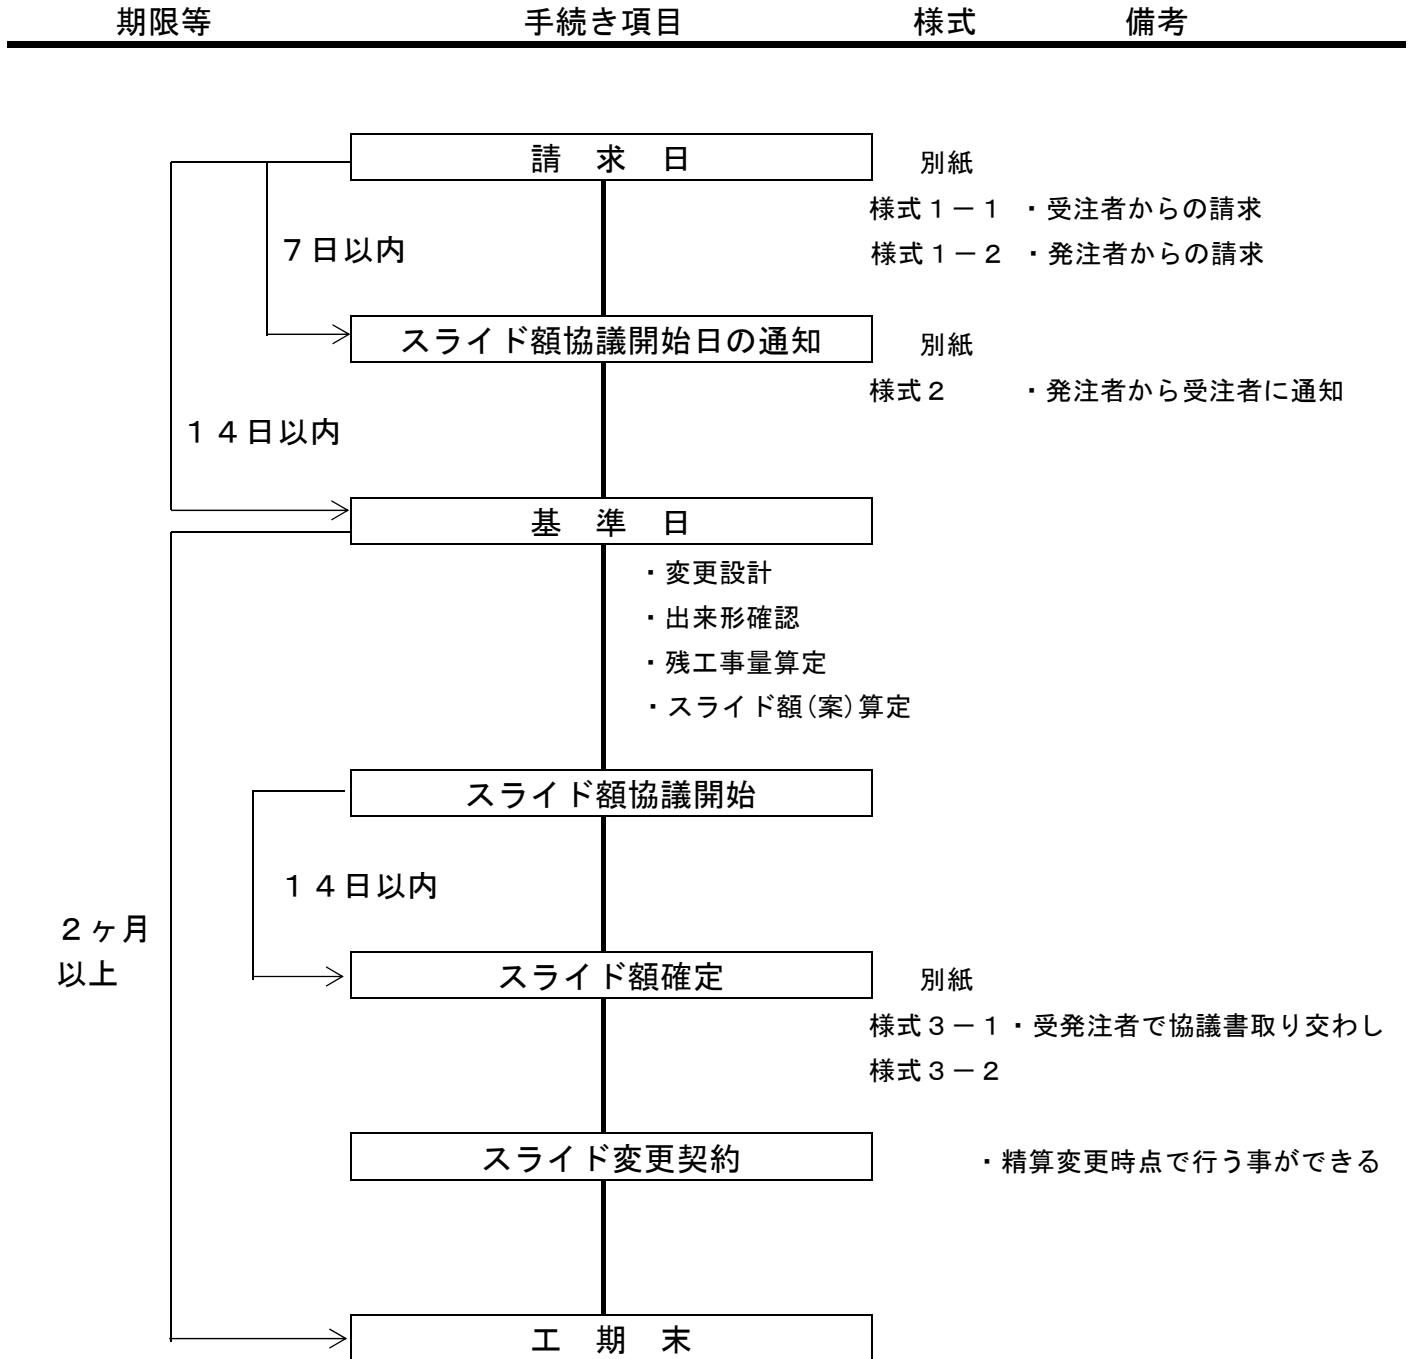 期限等 手続き項目 様式 備考
請 求 日 別紙
様式１－１ ・受注者からの請求
７日以内 様式１－２ ・発注者からの請求
スライド額協議開始日の通知 別紙
様式２ ・発注者から受注者に通知
１４日以内
基 準 日
・変更設計
・出来形確認
・残工事量算定
・スライド額(案)算定
スライド額協議開始
１４日以内
２ヶ月
以上
スライド額確定 別紙
様式３－１・受発注者で協議書取り交わし
様式３－２
スライド変更契約 ・精算変更時点で行う事ができる
工 期 末